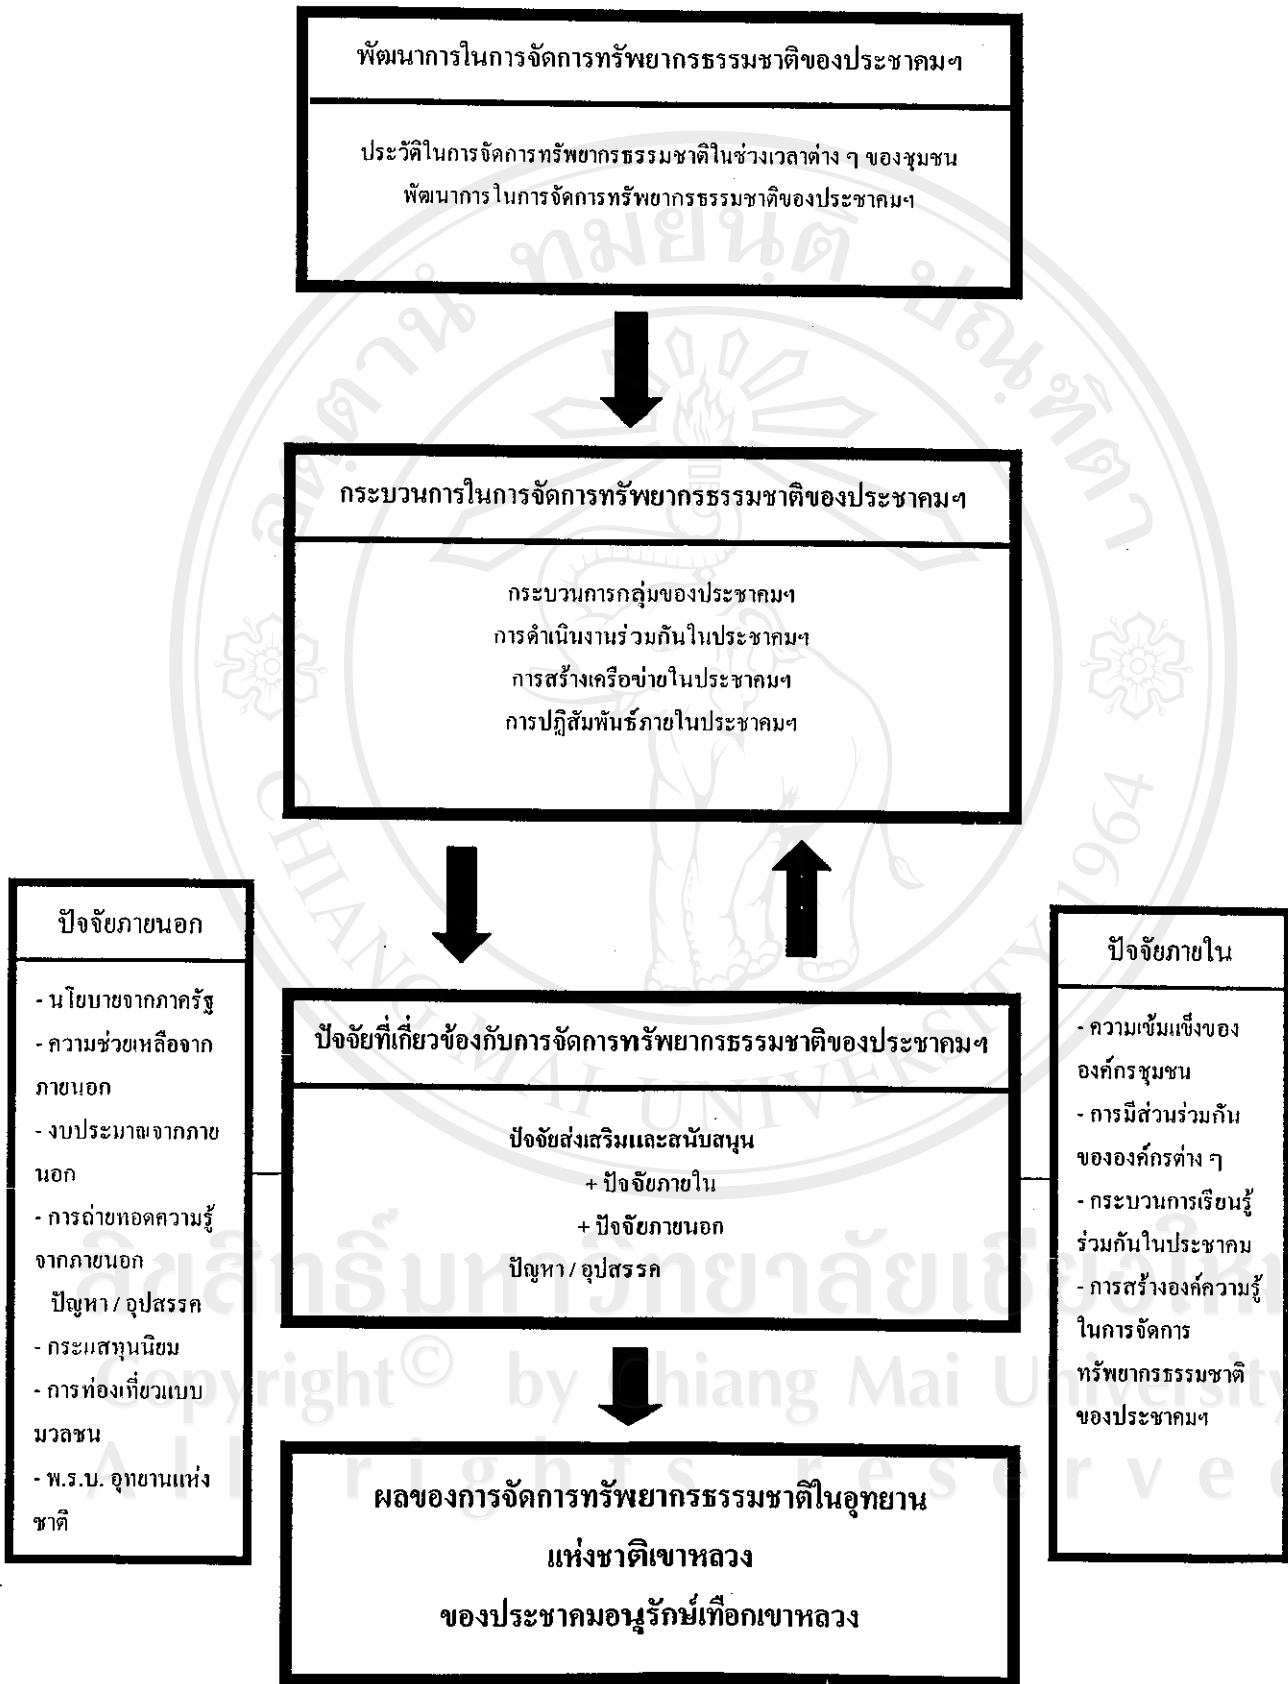 พัฒนาการในการจัดการทรัพยากรธรรมชาติของประชาคมฯ
ประวัติในการจัดการทรัพยากรธรรมชาติในช่วงเวลาต่าง ๆ ของชุมชน
พัฒนาการในการจัดการทรัพยากรธรรมชาติของประชาคมฯ
กระบวนการในการจัดการทรัพยากรธรรมชาติของประชาคมฯ
กระบวนการกลุ่มของประชาคมฯ
การดำเนินงานร่วมกันในประชาคมฯ
การสร้างเครือข่ายในประชาคมฯ
การปฏิสัมพันธ์ภายในประชาคมฯ
ปัจจัยภายนอก
- นโยบายจากภาครัฐ
- ความช่วยเหลือจาก
ภายนอก
- งบประมาณจากภาย
นอก
- การถ่ายทอดความรู้
จากภายนอก
ปัญหา / อุปสรรค
- กระแสทุนนิยม
- การท่องเที่ยวแบบ
มวลชน
- พ.ร.บ. อุทยานแห่ง
ชาติ
ปัจจัยที่เกี่ยวข้องกับการจัดการทรัพยากรธรรมชาติของประชาคมฯ
ปัจจัยส่งเสริมและสนับสนุน
+ ปัจจัยภายใน
+ ปัจจัยภายนอก
ปัญหา / อุปสรรค
ปัจจัยภายใน
- ความเข้มแข็งของ
องค์กรชุมชน
- การมีส่วนร่วมกัน
ขององค์กรต่าง ๆ
- กระบวนการเรียนรู้
ร่วมกันในประชาคม
- การสร้างองค์ความรู้
ในการจัดการ
ทรัพยากรธรรมชาติ
ของประชาคมฯ
ผลของการจัดการทรัพยากรธรรมชาติในอุทยาน
แห่งชาติเขาหลวง
ของประชาคมอนุรักษ์เทือกเขาหลวง
อตฺตานํ ทมยนฺติ ปณฺฑิตา
CHIANG MAI UNIVERSITY 1964
ลิขสิทธิ์มหาวิทยาลัยเชียงใหม
Copyright© by Chiang Mai University
All rights reserve